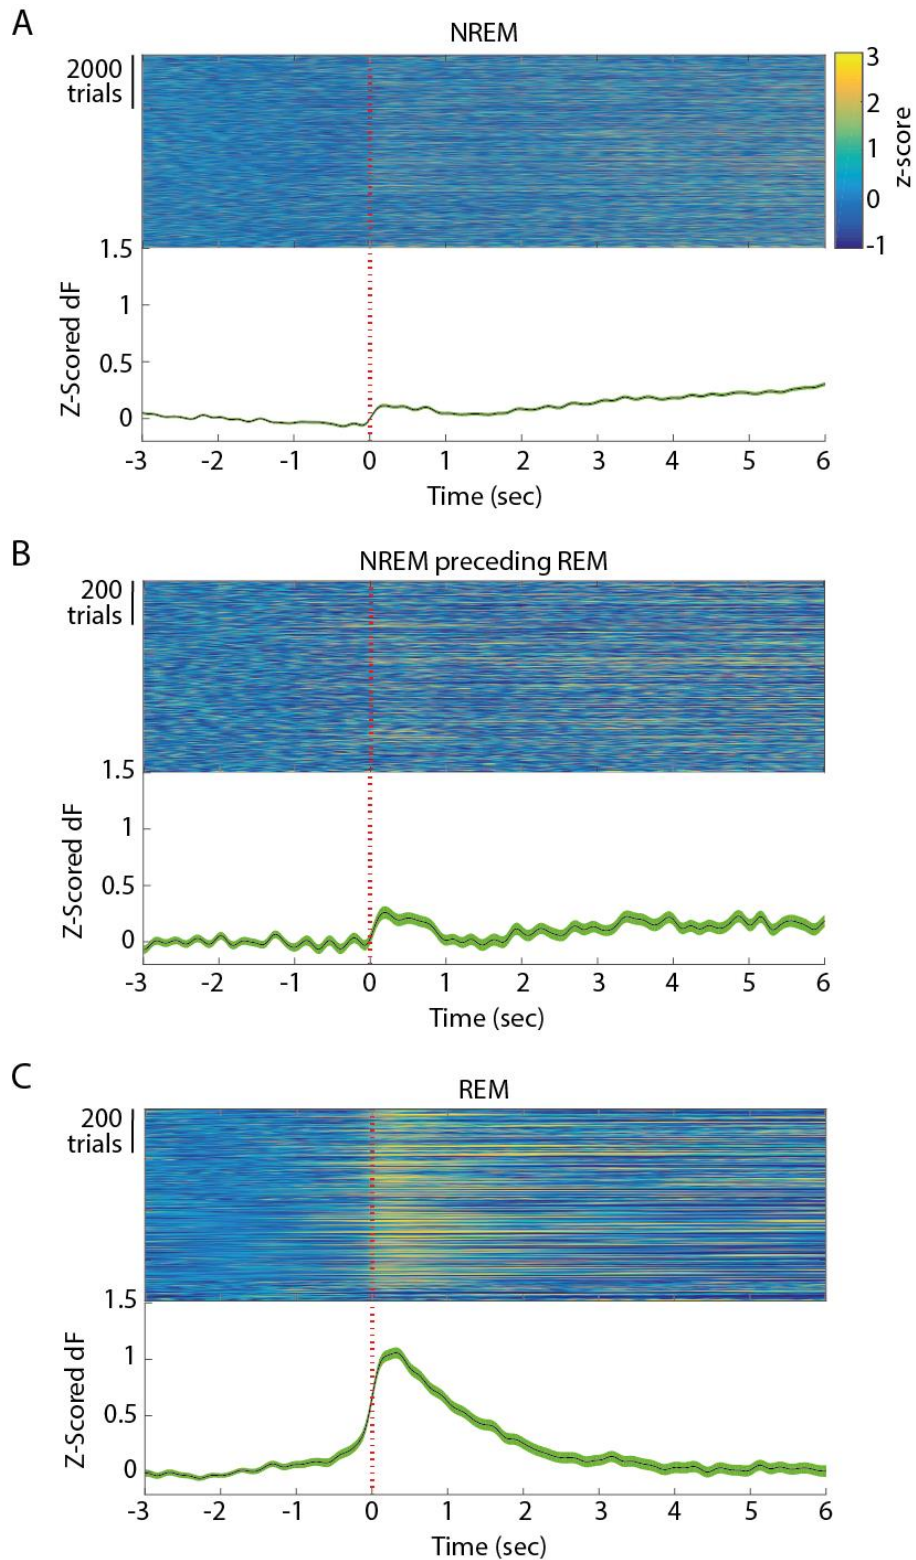 A
NREM
2000
trials
3
2
1
0
-1
z-score
1.5
1
0.5
0
Z-Scored dF
-3 -2 -1 0 1 2 3 4 5 6
Time (sec)
B
NREM preceding REM
200
trials
1.5
1
0.5
0
Z-Scored dF
-3 -2 -1 0 1 2 3 4 5 6
Time (sec)
C
REM
200
trials
1.5
1
0.5
0
Z-Scored dF
-3 -2 -1 0 1 2 3 4 5 6
Time (sec)